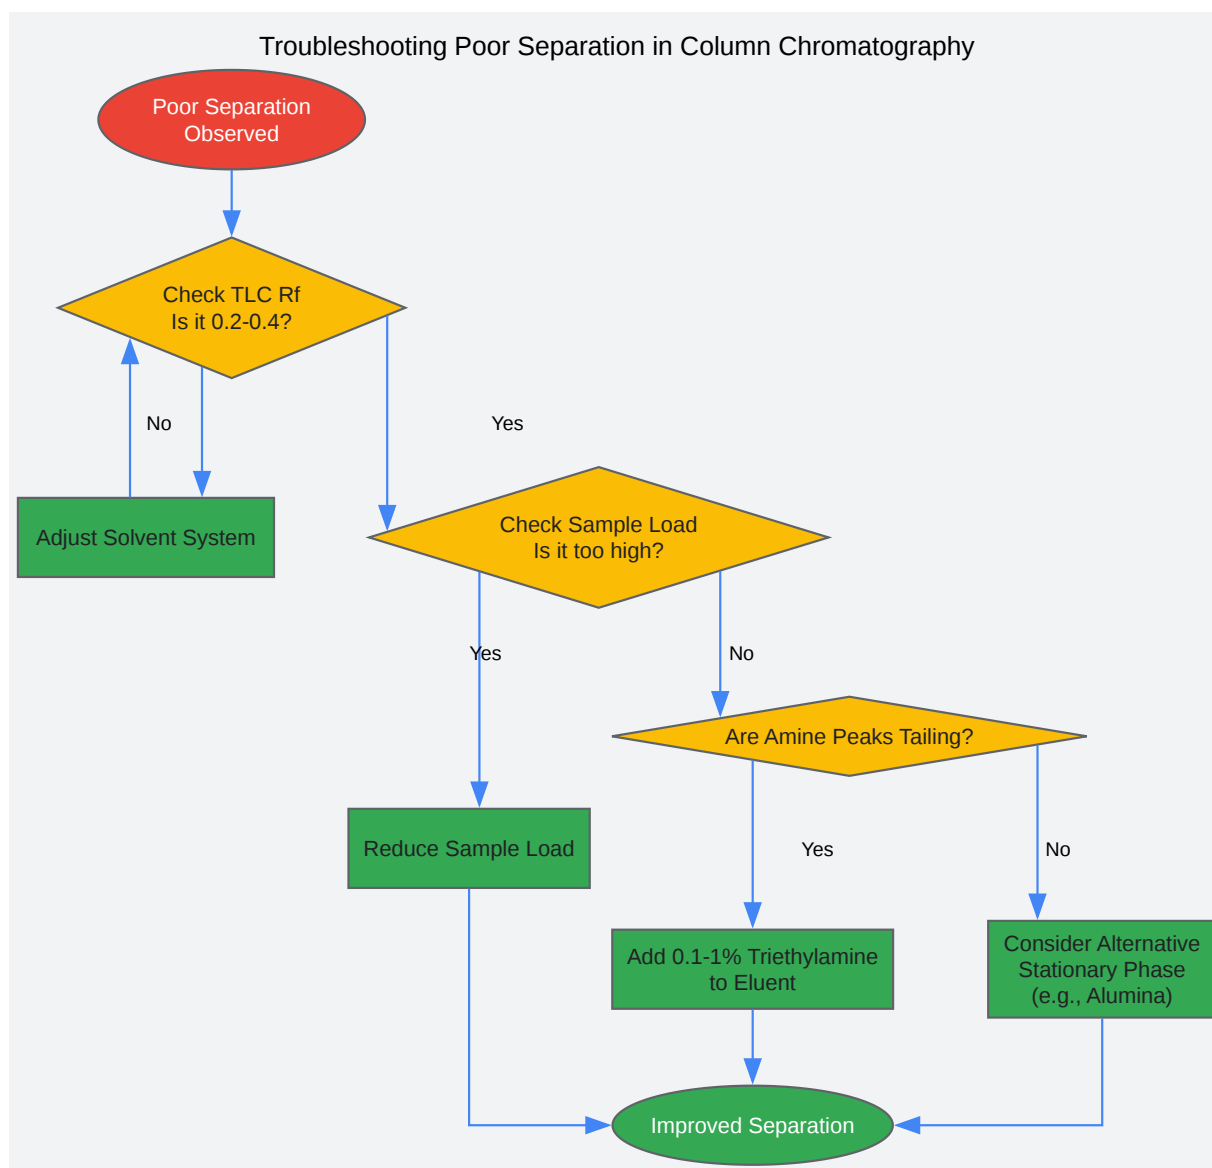 Troubleshooting Poor Separation in Column Chromatography
Poor Separation
Observed
Check TLC Rf
Is it 0.2-0.4?
No
Yes
Adjust Solvent System
Check Sample Load
Is it too high?
Yes
No
Are Amine Peaks Tailing?
Reduce Sample Load
Yes
No
Add 0.1-1% Triethylamine
to Eluent
Consider Alternative
Stationary Phase
(e.g., Alumina)
Improved Separation